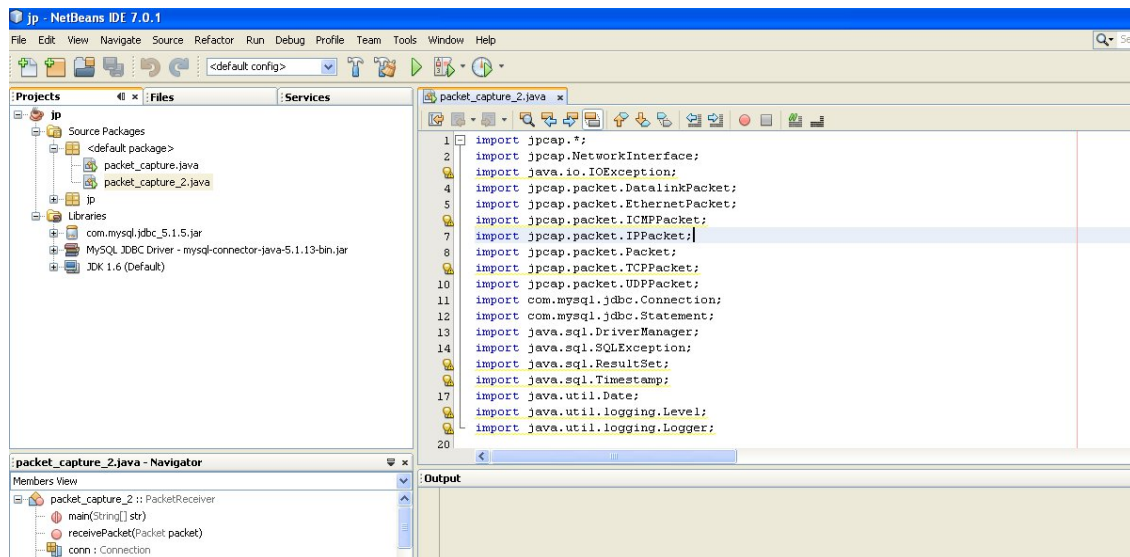 jp - NetBeans IDE 7.0.1
File Edit View Navigate Source Refactor Run Debug Profile Team Tools Window Help
<default config>
Projects
Files
Services
jp
Source Packages
<default package>
packet_capture.java
packet_capture_2.java
jp
Libraries
com.mysql.jdbc_5.1.5.jar
MySQL JDBC Driver - mysql-connector-java-5.1.13-bin.jar
JDK 1.6 (Default)
packet_capture_2.java
1 import jpcap.*;
2 import jpcap.NetworkInterface;
import java.io.IOException;
4 import jpcap.packet.DatalinkPacket;
5 import jpcap.packet.EthernetPacket;
import jpcap.packet.ICMPPacket;
7 import jpcap.packet.IPPacket;
8 import jpcap.packet.Packet;
import jpcap.packet.TCPPacket;
10 import jpcap.packet.UDPPacket;
11 import com.mysql.jdbc.Connection;
12 import com.mysql.jdbc.Statement;
13 import java.sql.DriverManager;
14 import java.sql.SQLException;
import java.sql.ResultSet;
import java.sql.Timestamp;
17 import java.util.Date;
import java.util.logging.Level;
import java.util.logging.Logger;
20
packet_capture_2.java - Navigator
Members View
packet_capture_2 :: PacketReceiver
main(String[] str)
receivePacket(Packet packet)
conn : Connection
Output